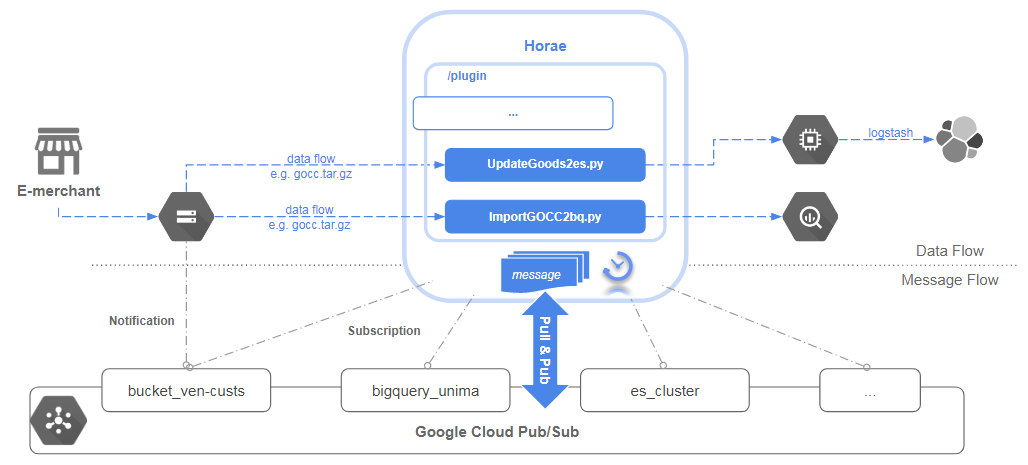 Horae
/plugin
...
E-merchant
data flow
e.g. gocc.tar.gz
UpdateGoods2es.py
logstash
data flow
e.g. gocc.tar.gz
ImportGOCC2bq.py
Data Flow
message
Message Flow
Notification
Subscription
Pull & Pub
bucket_ven-custs
bigquery_unima
es_cluster
...
Google Cloud Pub/Sub